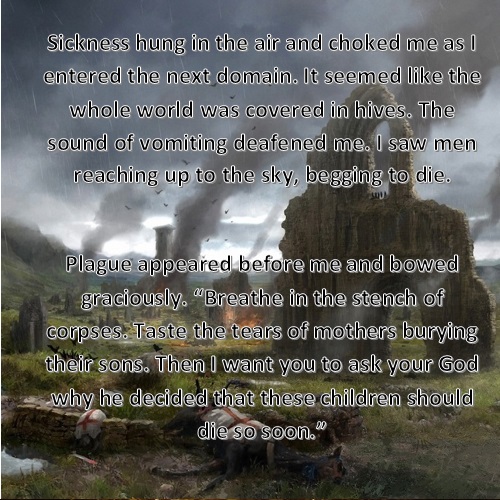 Sickness hung in the air and choked me as I
entered the next domain. It seemed like the
whole world was covered in hives. The
sound of vomiting deafened me. I saw men
reaching up to the sky, begging to die.
Plague appeared before me and bowed
graciously. “Breathe in the stench of
corpses. Taste the tears of mothers burying
their sons. Then I want you to ask your God
why he decided that these children should
die so soon.”